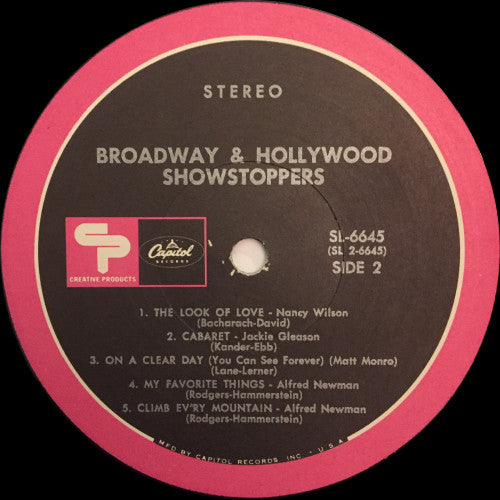 STEREO
BROADWAY & HOLLYWOOD
SHOWSTOPPERS
SP
CREATIVE PRODUCTS
Capitol
RECORDS
SL-6645
(SL 2-6645)
SIDE 2
1. THE LOOK OF LOVE - Nancy Wilson
(Bacharach-David)
2. CABARET - Jackie Gleason
(Kander-Ebb)
3. ON A CLEAR DAY (You Can See Forever) (Matt Monro)
(Lane-Lerner)
4. MY FAVORITE THINGS - Alfred Newman
(Rodgers-Hammerstein)
5. CLIMB EV'RY MOUNTAIN - Alfred Newman
(Rodgers-Hammerstein)
MFD. BY CAPITOL RECORDS, INC. • U.S.A.